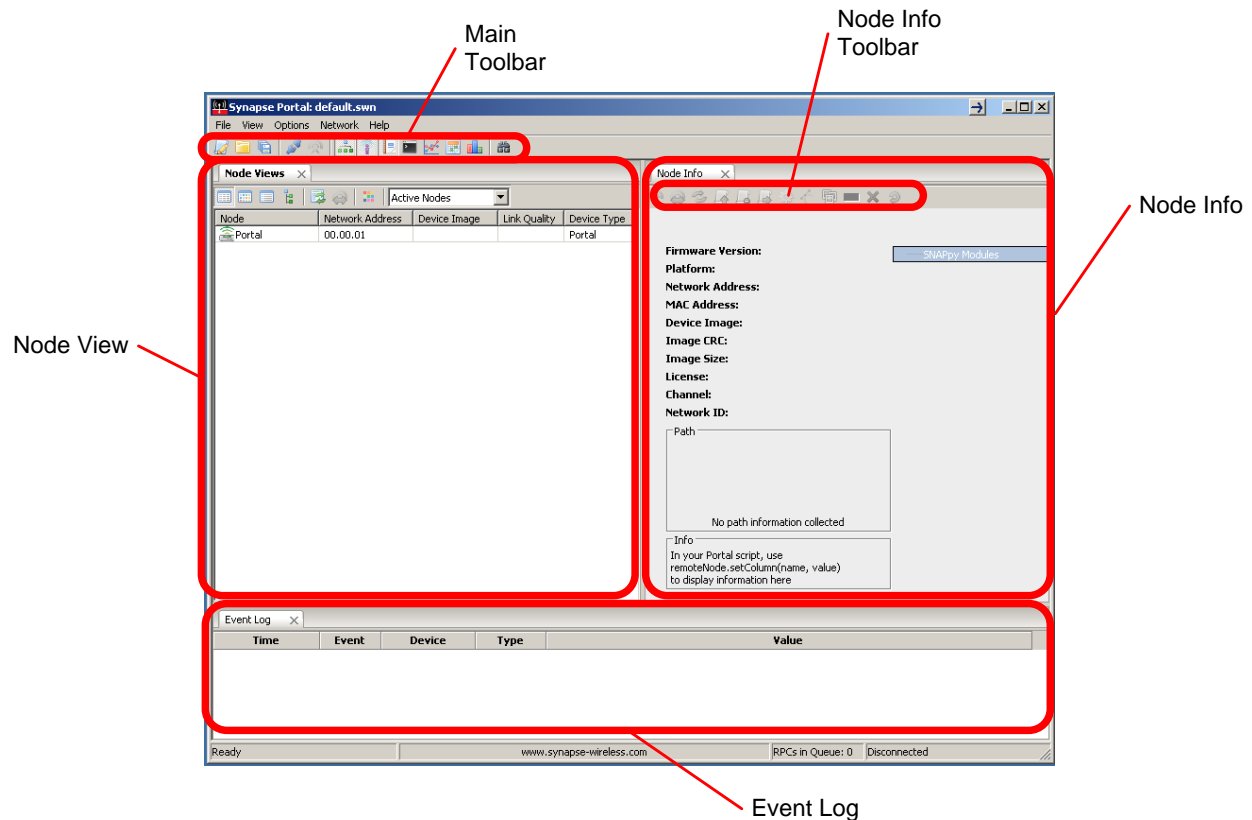 Main
Toolbar
Node Info
Toolbar
Synapse Portal: default.swn
File View Options Network Help
Node Views
Node Info
Active Nodes
Node Info
Node Network Address Device Image Link Quality Device Type
Portal 00.00.01 Portal
Firmware Version:
SNAPpy Modules
Platform:
Network Address:
MAC Address:
Device Image:
Node View
Image CRC:
Image Size:
License:
Channel:
Network ID:
Path
No path information collected
Info
In your Portal script, use
remoteNode.setColumn(name, value)
to display information here
Event Log
Time Event Device Type Value
Ready www.synapse-wireless.com RPCs in Queue: 0 Disconnected
Event Log